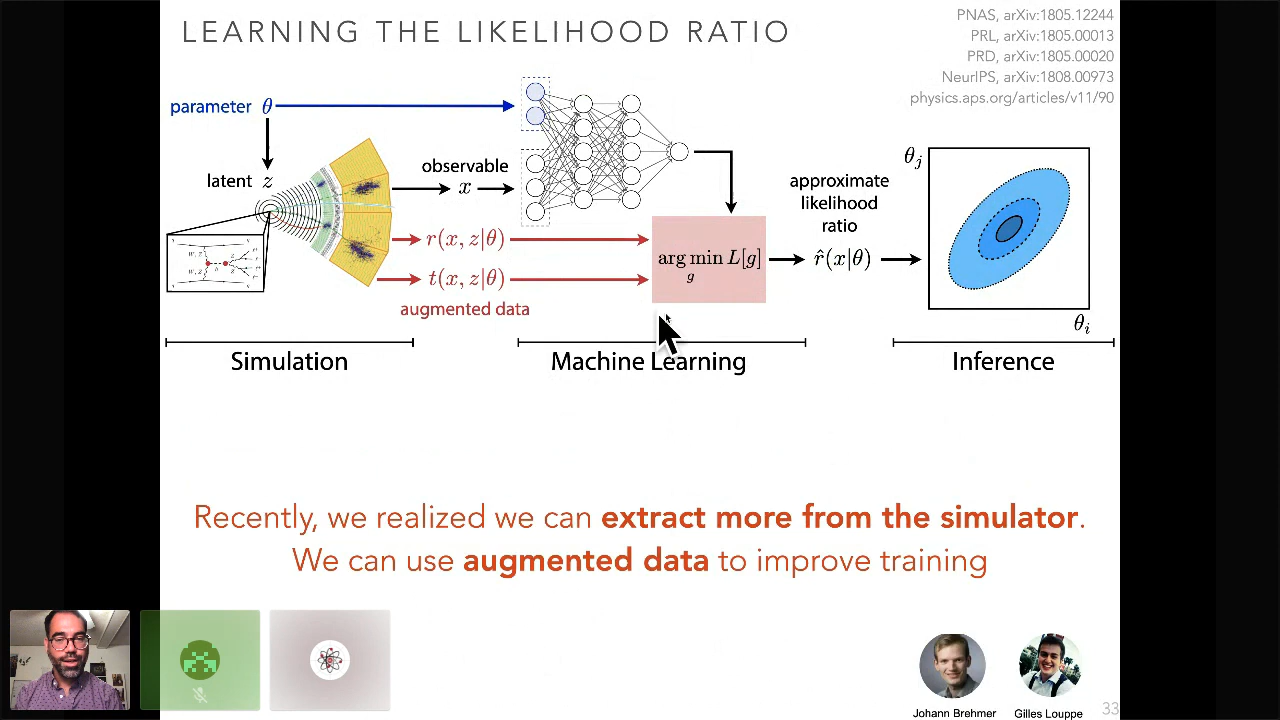 LEARNING THE LIKELIHOOD RATIO
PNAS, arXiv:1805.12244
PRL, arXiv:1805.00013
PRD, arXiv:1805.00020
NeurIPS, arXiv:1808.00973
physics.aps.org/articles/v11/90
parameter θ
latent z
observable
x
r(x, z|θ)
t(x, z|θ)
augmented data
arg min L[g]
g
approximate
likelihood
ratio
r̂(x|θ)
θj
θi
Simulation
Machine Learning
Inference
Recently, we realized we can extract more from the simulator.
We can use augmented data to improve training
Johann Brehmer
Gilles Louppe
33